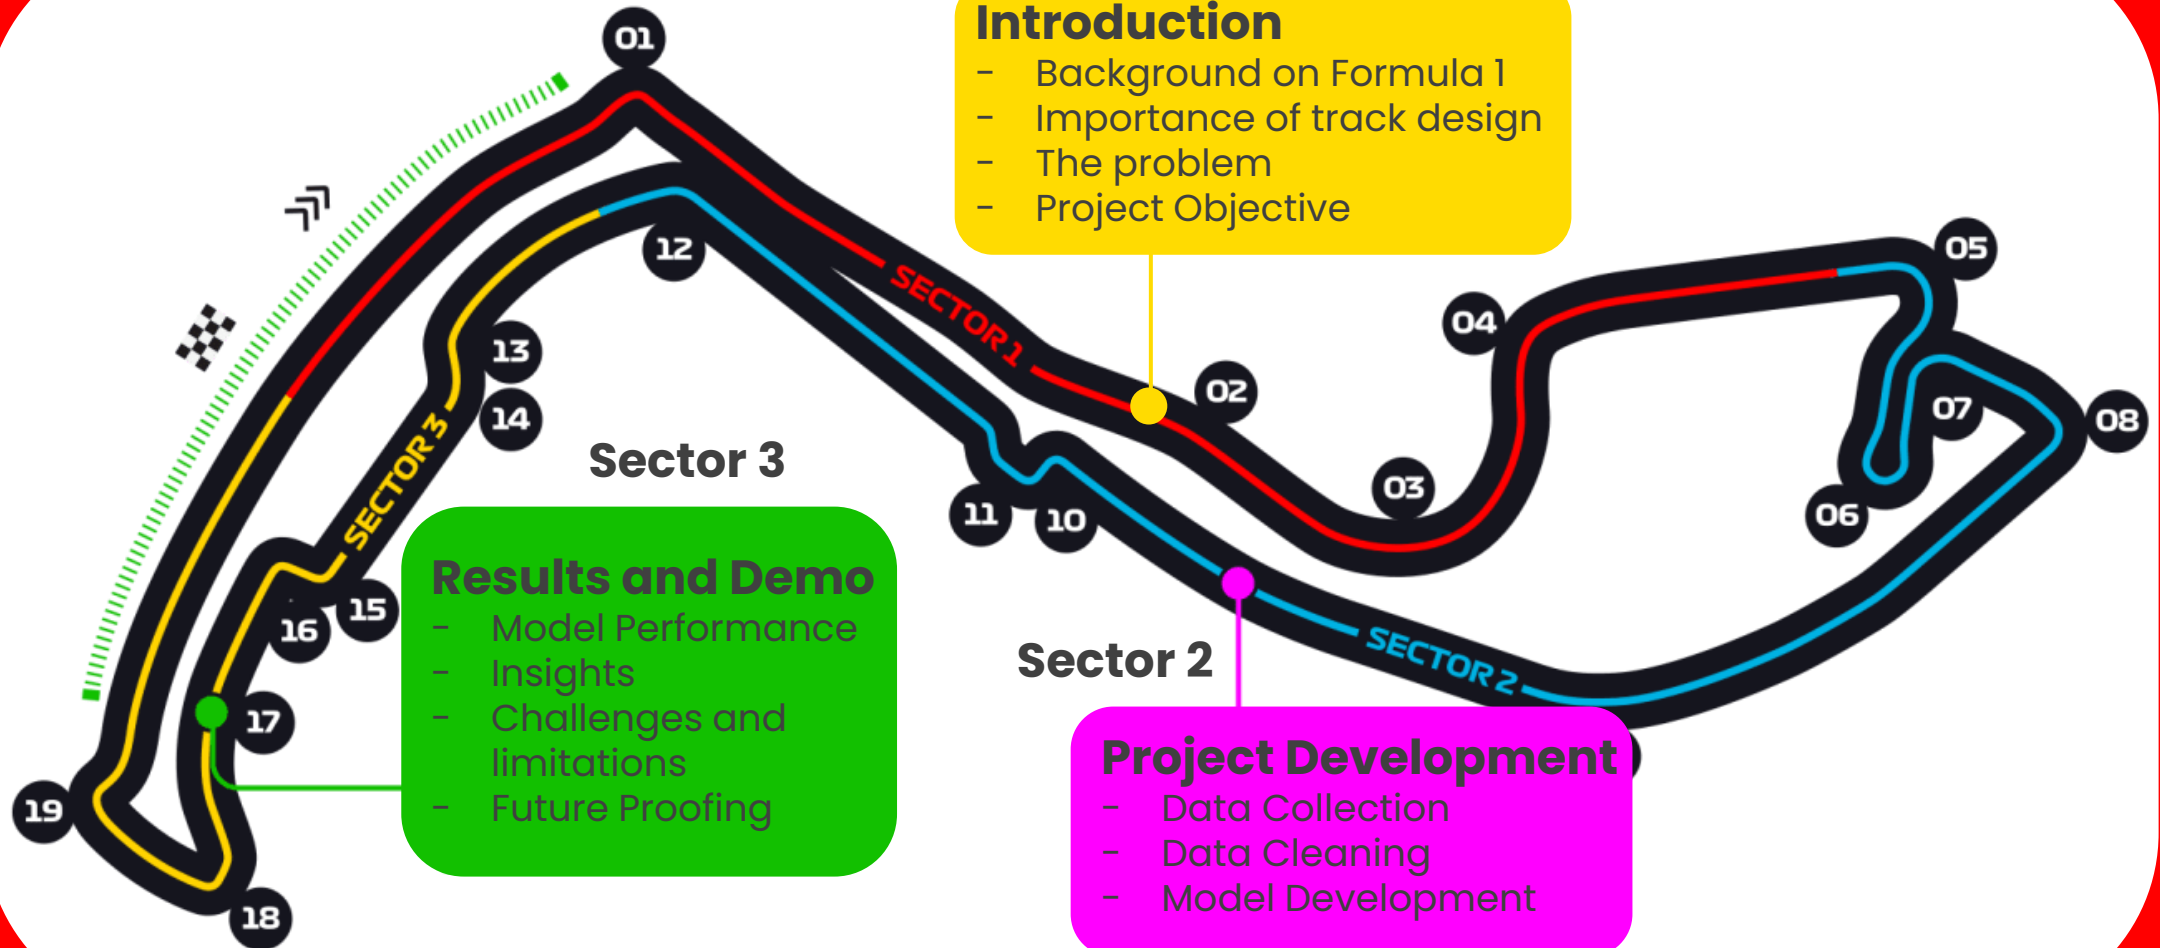 Introduction
- Background on Formula 1
- Importance of track design
- The problem
- Project Objective
01
02
03
04
05
06
07
08
SECTOR 1
12
13
14
11
10
SECTOR 3
Sector 3
15
16
17
18
19
Results and Demo
- Model Performance
- Insights
- Challenges and
limitations
- Future Proofing
Sector 2
SECTOR 2
Project Development
- Data Collection
- Data Cleaning
- Model Development